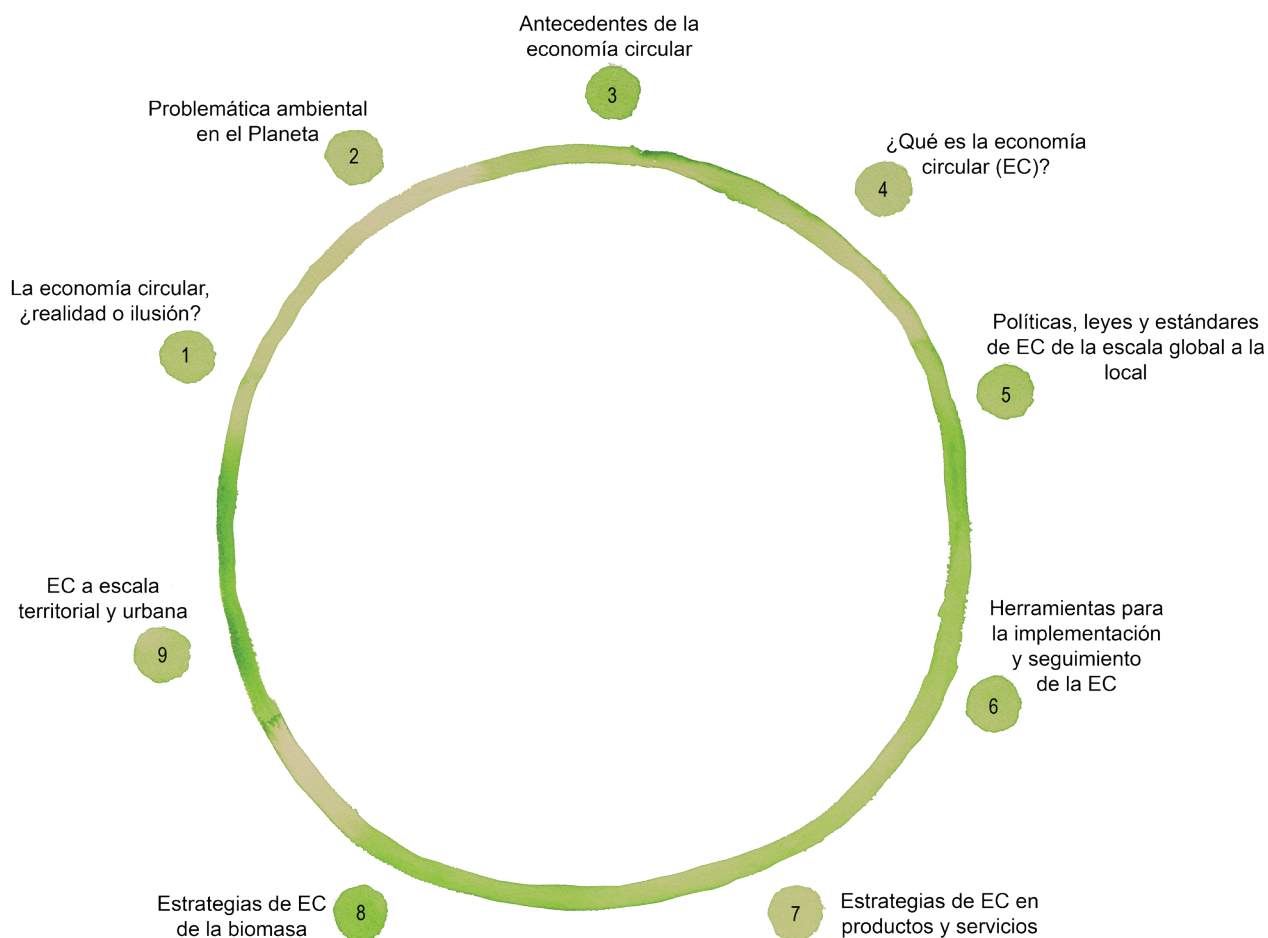 La economía circular,
¿realidad o ilusión?
1
Problemática ambiental
en el Planeta
2
Antecedentes de la
economía circular
3
¿Qué es la economía
circular (EC)?
4
Políticas, leyes y estándares
de EC de la escala global a la
local
5
Herramientas para
la implementación
y seguimiento
de la EC
6
Estrategias de EC en
productos y servicios
7
Estrategias de EC
de la biomasa
8
EC a escala
territorial y urbana
9